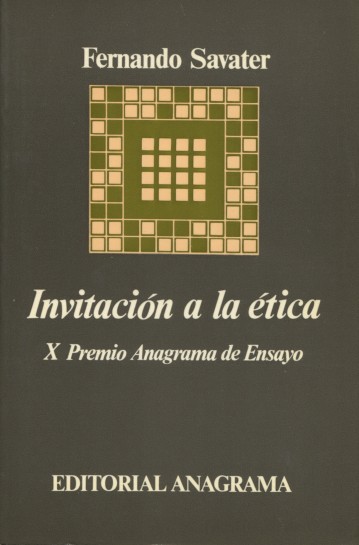 Fernando Savater
Invitación a la ética
X Premio Anagrama de Ensayo
EDITORIAL ANAGRAMA